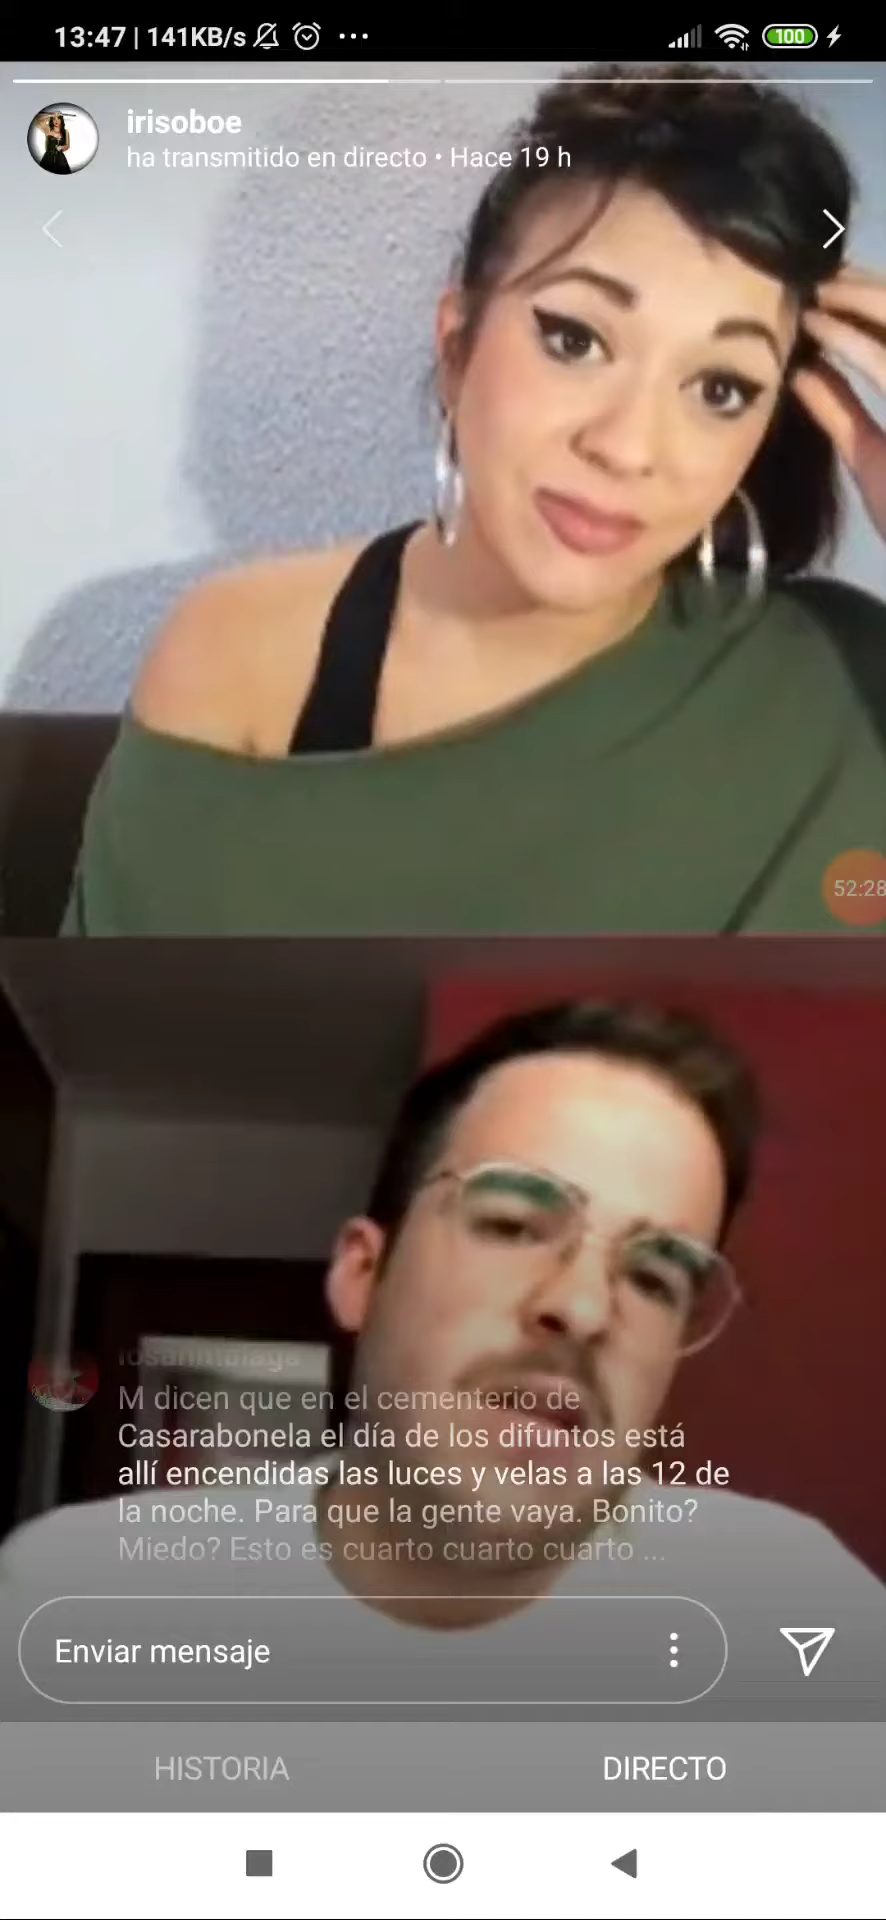 13:47 | 141KB/s ... 100
irisoboe
ha transmitido en directo • Hace 19 h
52:28
M dicen que en el cementerio de
Casarabonela el día de los difuntos está
allí encendidas las luces y velas a las 12 de
la noche. Para que la gente vaya. Bonito?
Miedo? Esto es cuarto cuarto cuarto ...
Enviar mensaje
HISTORIA DIRECTO